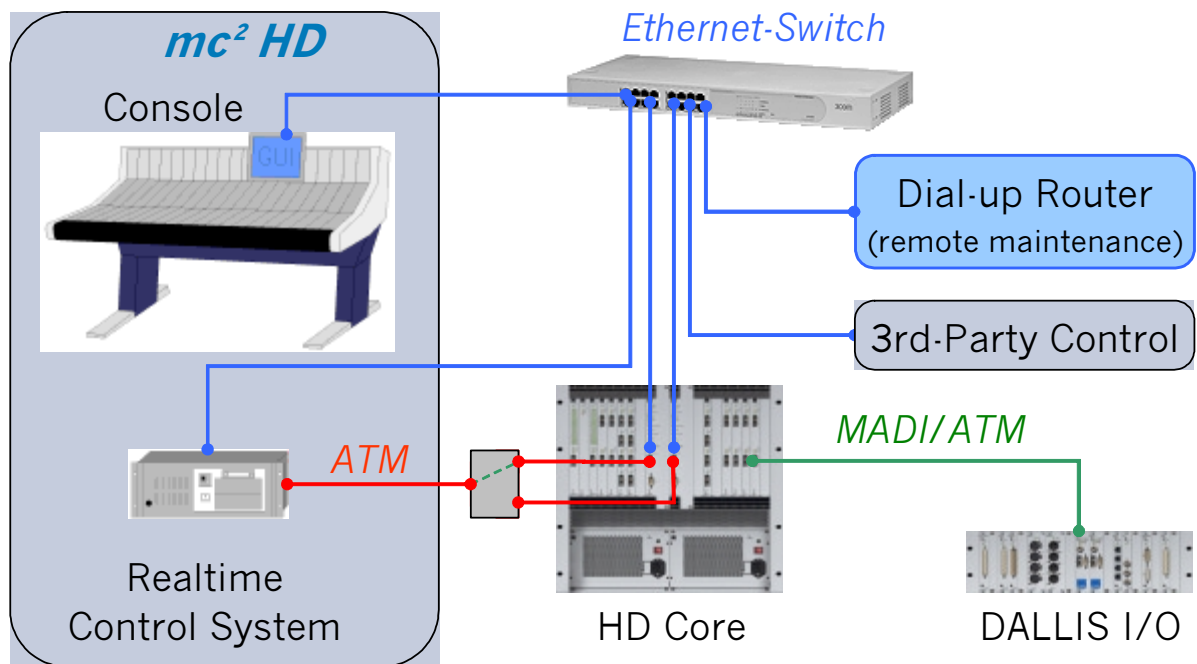 mc² HD
Ethernet-Switch
Console
3com
GUI
Dial-up Router
(remote maintenance)
3rd-Party Control
MADI/ATM
ATM
Realtime
Control System
HD Core
DALLIS I/O